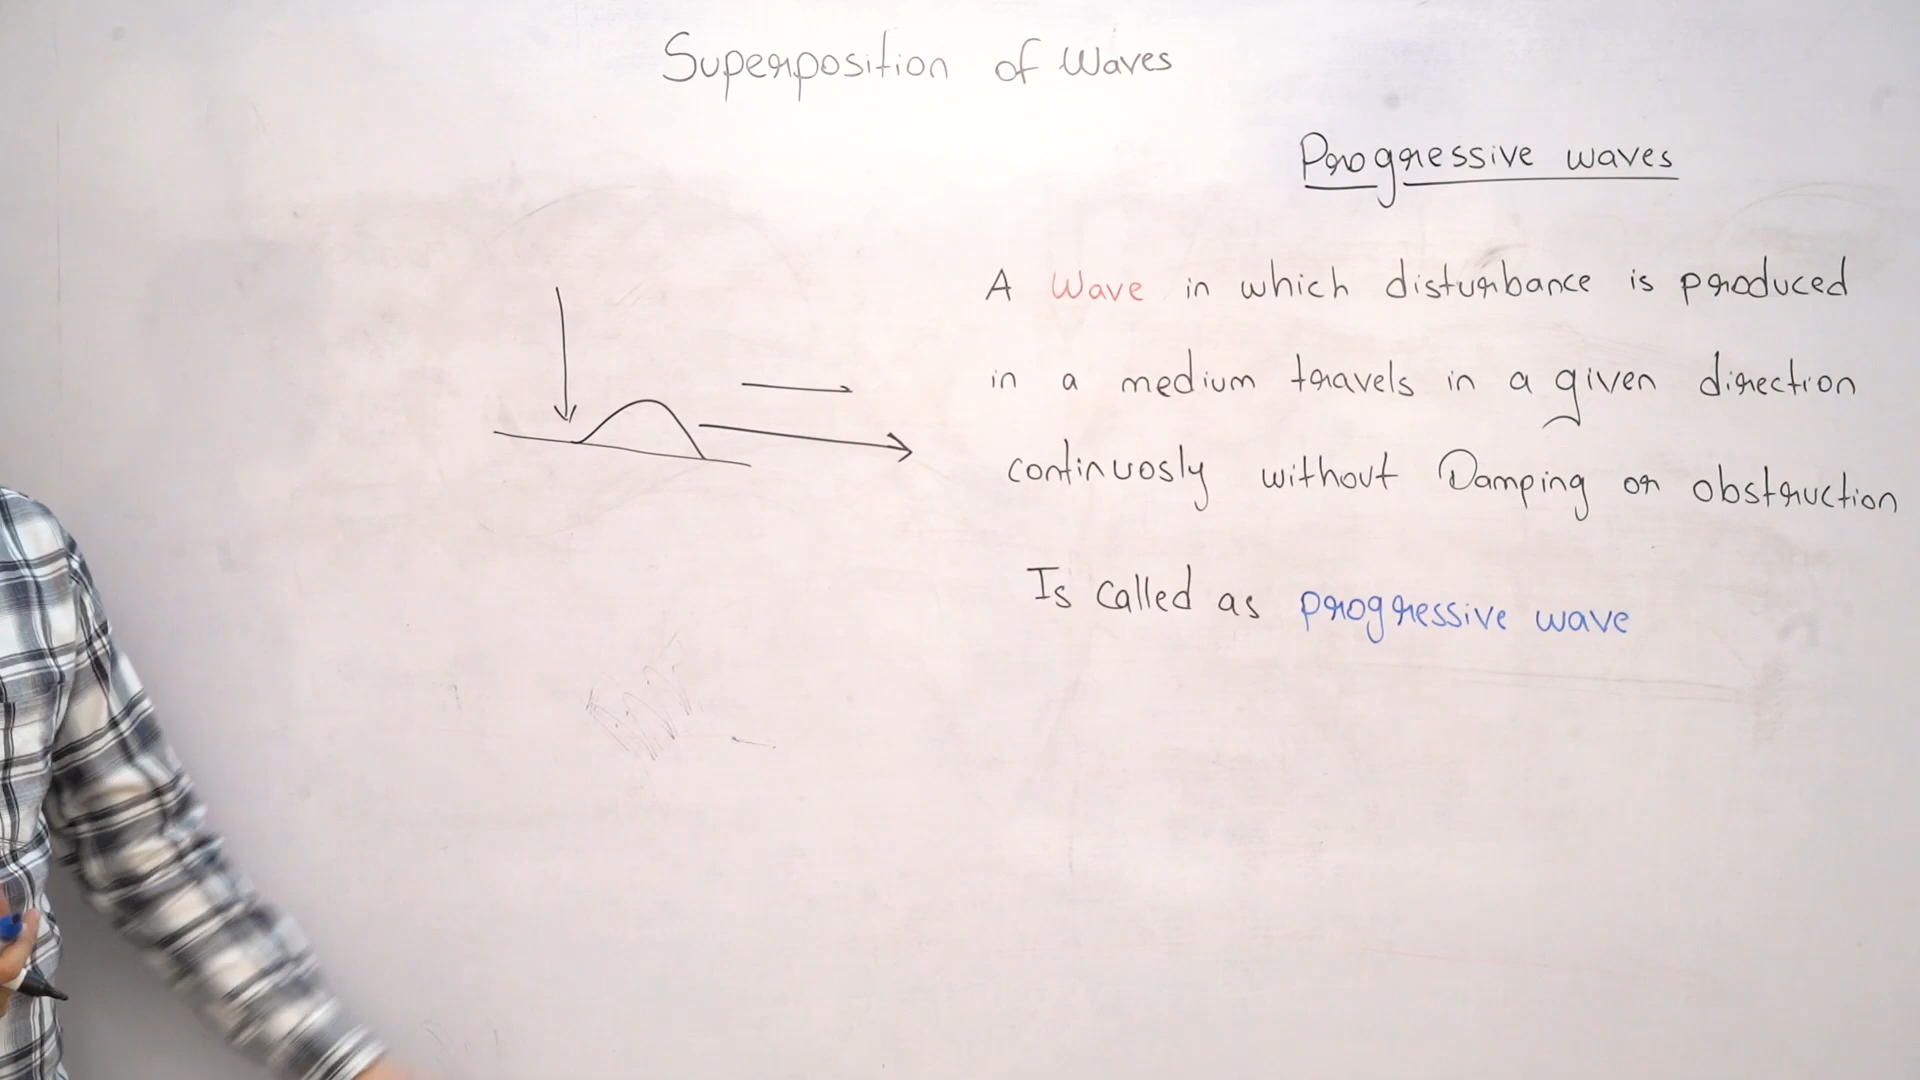 Superposition of Waves
Progressive waves
A Wave in which disturbance is produced
in a medium travels in a given direction
continuosly without Damping or obstruction
Is called as progressive wave